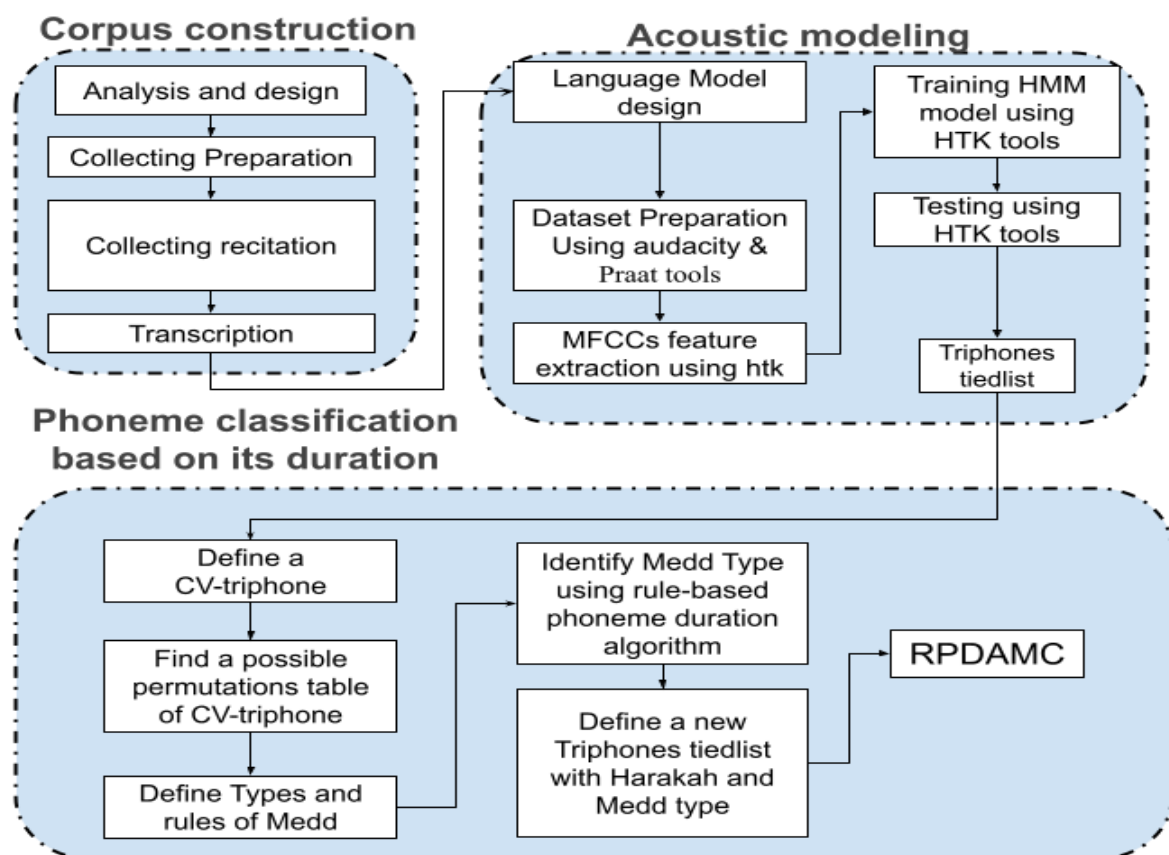 Corpus construction
Analysis and design
Collecting Preparation
Collecting recitation
Transcription
Acoustic modeling
Language Model
design
Dataset Preparation
Using audacity &
Praat tools
MFCCs feature
extraction using htk
Training HMM
model using
HTK tools
Testing using
HTK tools
Triphones
tiedlist
Phoneme classification
based on its duration
Define a
CV-triphone
Find a possible
permutations table
of CV-triphone
Define Types and
rules of Medd
Identify Medd Type
using rule-based
phoneme duration
algorithm
Define a new
Triphones tiedlist
with Harakah and
Medd type
RPDAMC